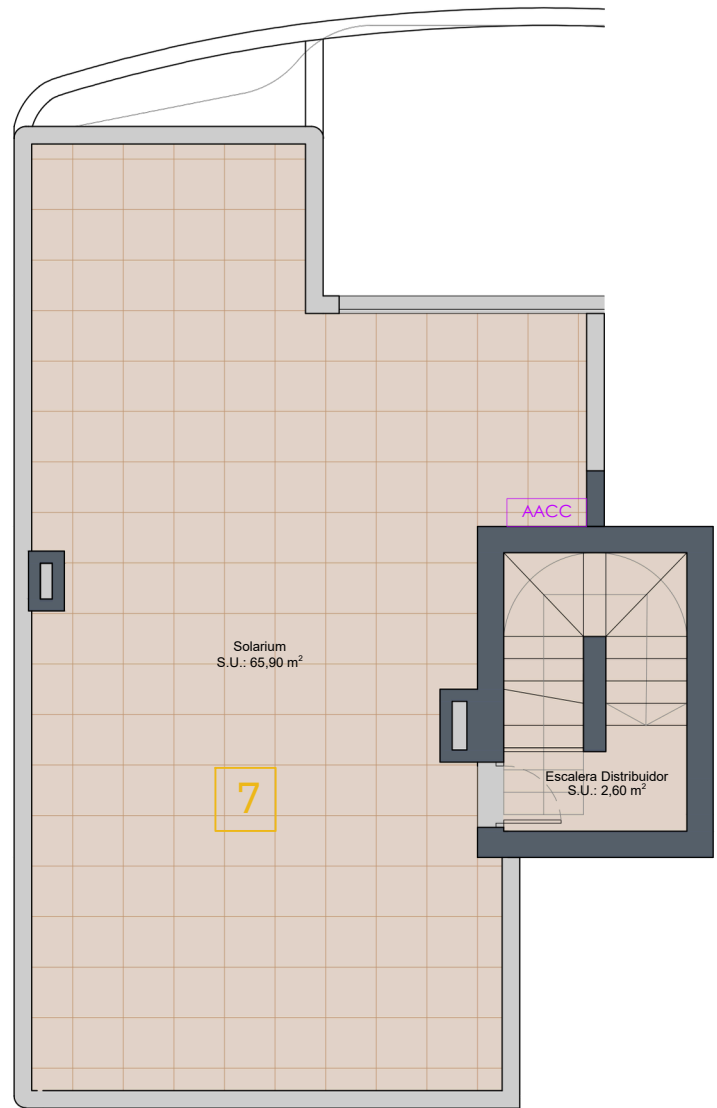 AACC
Solarium
S.U.: 65,90 m²
7
Escalera Distribuidor
S.U.: 2,60 m²